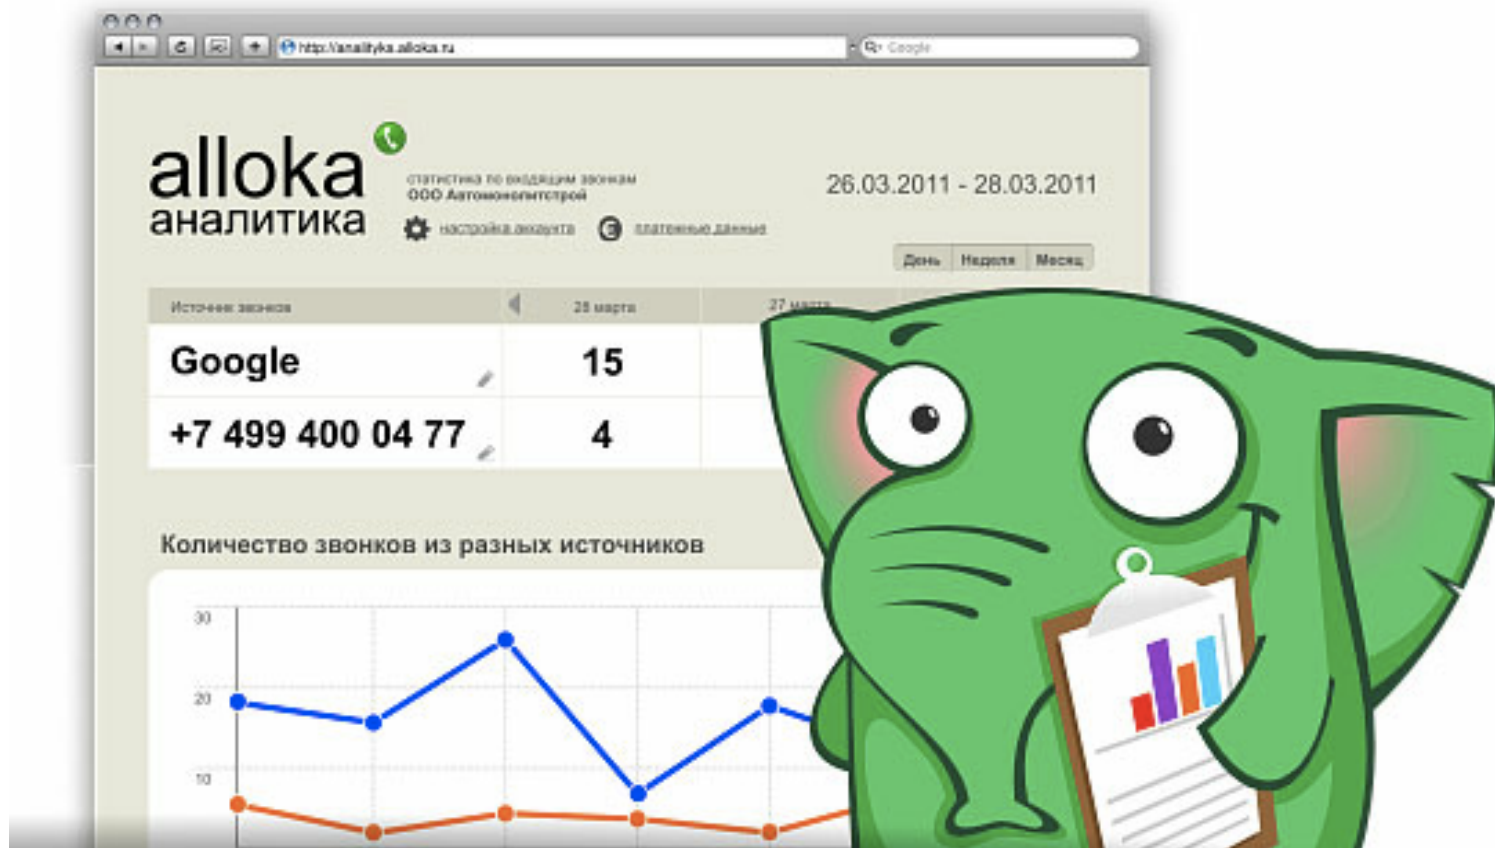 http://analityka.alloka.ru
Google
alloka
аналитика
статистика по входящим звонкам
ООО Автомонолитстрой
настройка аккаунта
платежные данные
26.03.2011 - 28.03.2011
День Неделя Месяц
Источник звонков
28 марта
27 марта
Google
15
+7 499 400 04 77
4
Количество звонков из разных источников
30
20
10